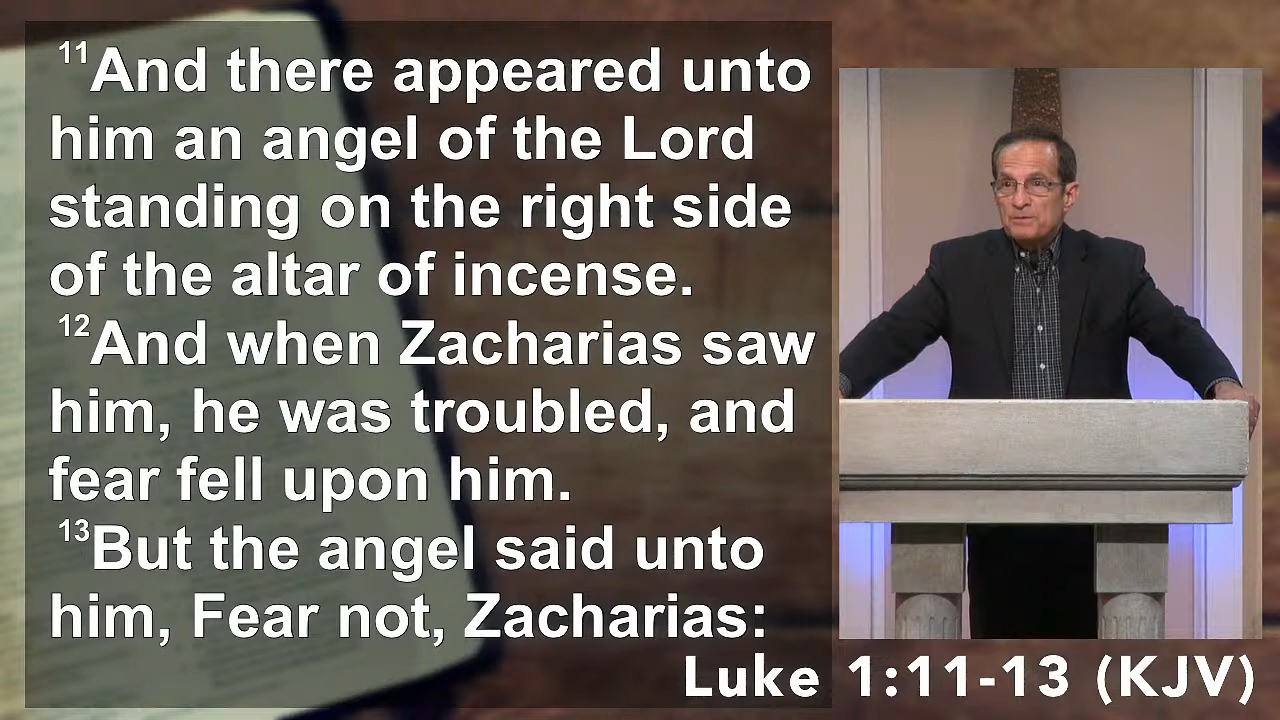 11And there appeared unto
him an angel of the Lord
standing on the right side
of the altar of incense.
12And when Zacharias saw
him, he was troubled, and
fear fell upon him.
13But the angel said unto
him, Fear not, Zacharias:
Luke 1:11-13 (KJV)